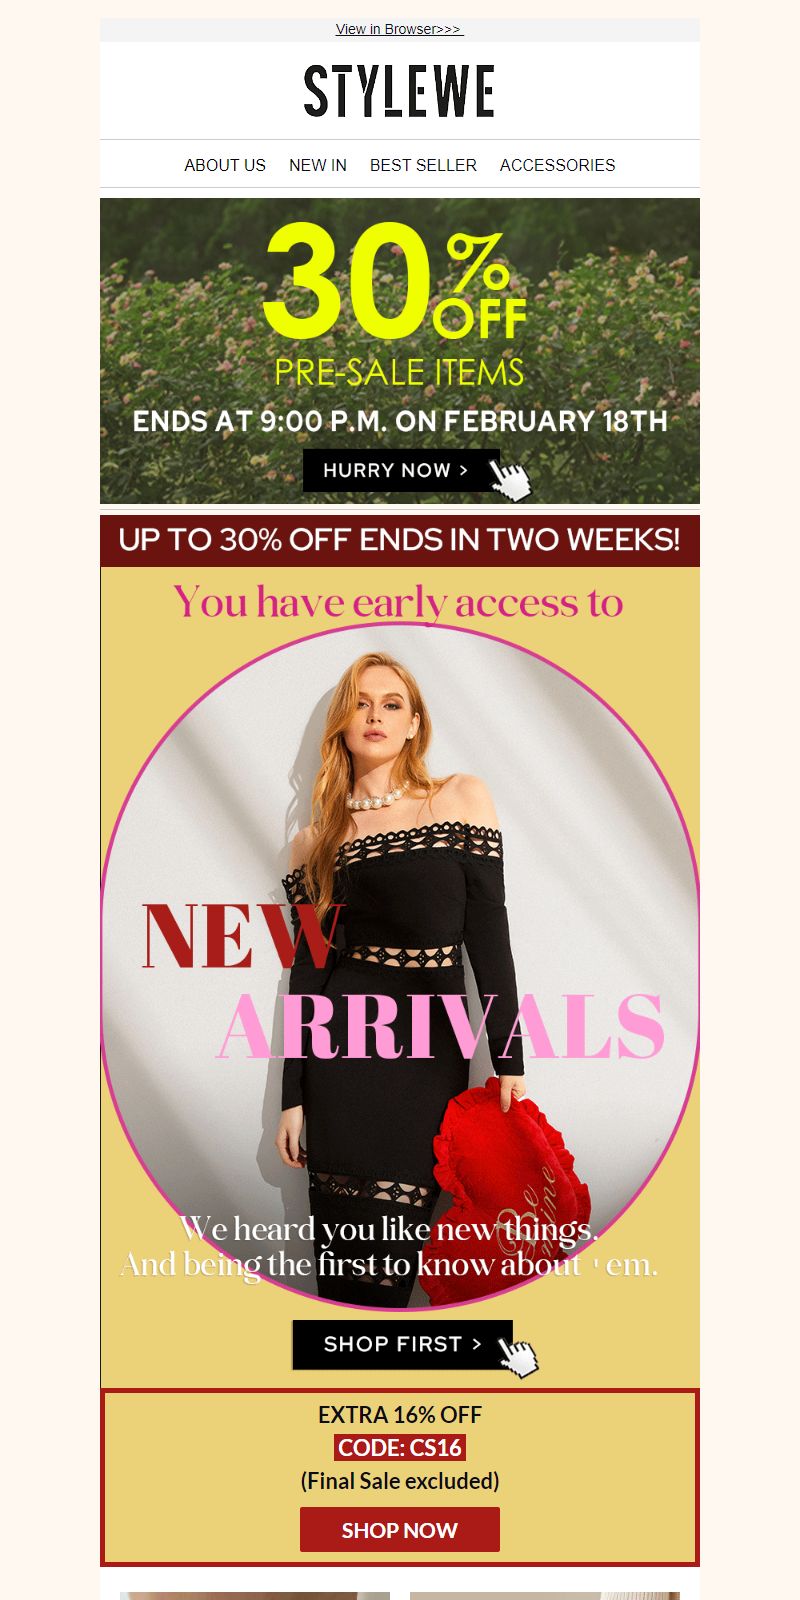 View in Browser>>>
STYLEWE
ABOUT US NEW IN BEST SELLER ACCESSORIES
30% OFF
PRE-SALE ITEMS
ENDS AT 9:00 P.M. ON FEBRUARY 18TH
HURRY NOW >
UP TO 30% OFF ENDS IN TWO WEEKS!
You have early access to
NEW
ARRIVALS
Be
mine
We heard you like new things.
And being the first to know about 'em.
SHOP FIRST >
EXTRA 16% OFF
CODE: CS16
(Final Sale excluded)
SHOP NOW